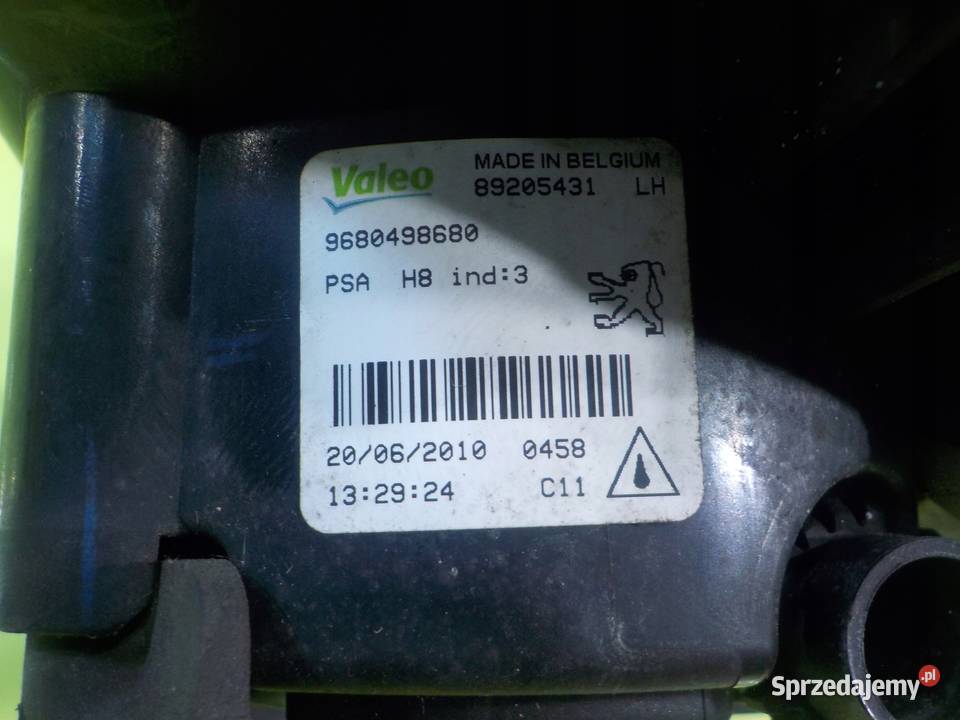 Valeo MADE IN BELGIUM
89205431 LH
9680498680
PSA H8 ind:3
20/06/2010 0458
13:29:24 C11
Sprzedajemy.pl